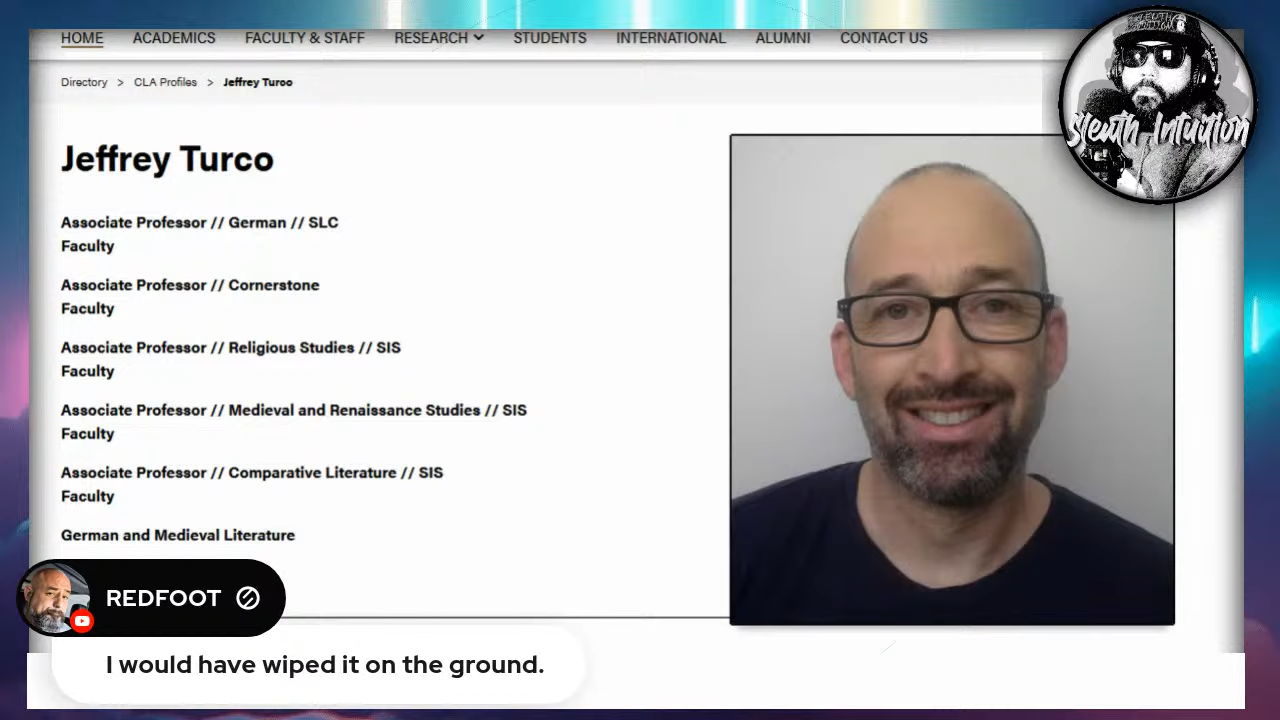 HOME ACADEMICS FACULTY & STAFF RESEARCH STUDENTS INTERNATIONAL ALUMNI CONTACT US
Directory > CLA Profiles > Jeffrey Turco
Sleuth Intuition
Jeffrey Turco
Associate Professor // German // SLC
Faculty
Associate Professor // Cornerstone
Faculty
Associate Professor // Religious Studies // SIS
Faculty
Associate Professor // Medieval and Renaissance Studies // SIS
Faculty
Associate Professor // Comparative Literature // SIS
Faculty
German and Medieval Literature
REDFOOT
I would have wiped it on the ground.